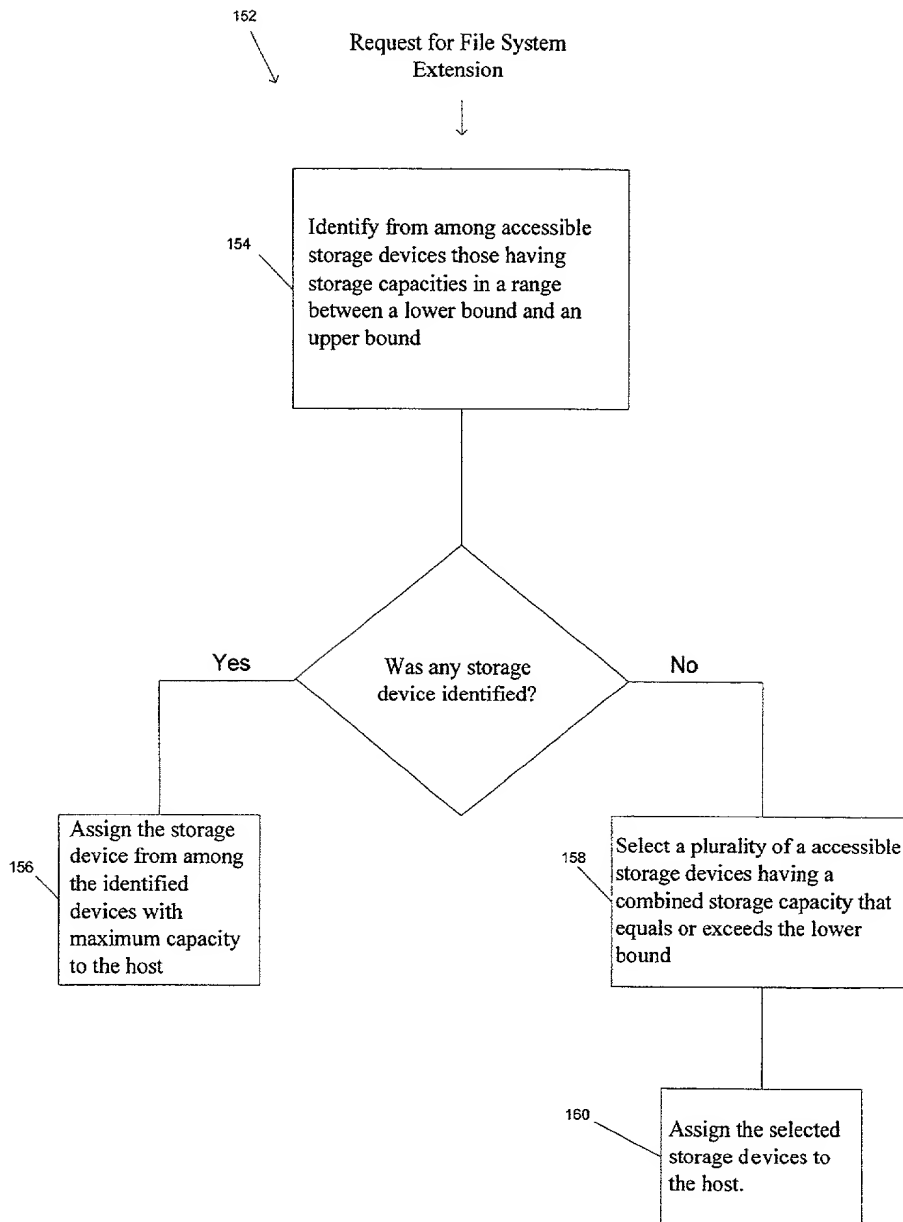 152
Request for File System
Extension
154
Identify from among accessible
storage devices those having
storage capacities in a range
between a lower bound and an
upper bound
Yes
Was any storage
device identified?
No
156
Assign the storage
device from among
the identified
devices with
maximum capacity
to the host
158
Select a plurality of a accessible
storage devices having a
combined storage capacity that
equals or exceeds the lower
bound
160
Assign the selected
storage devices to
the host.